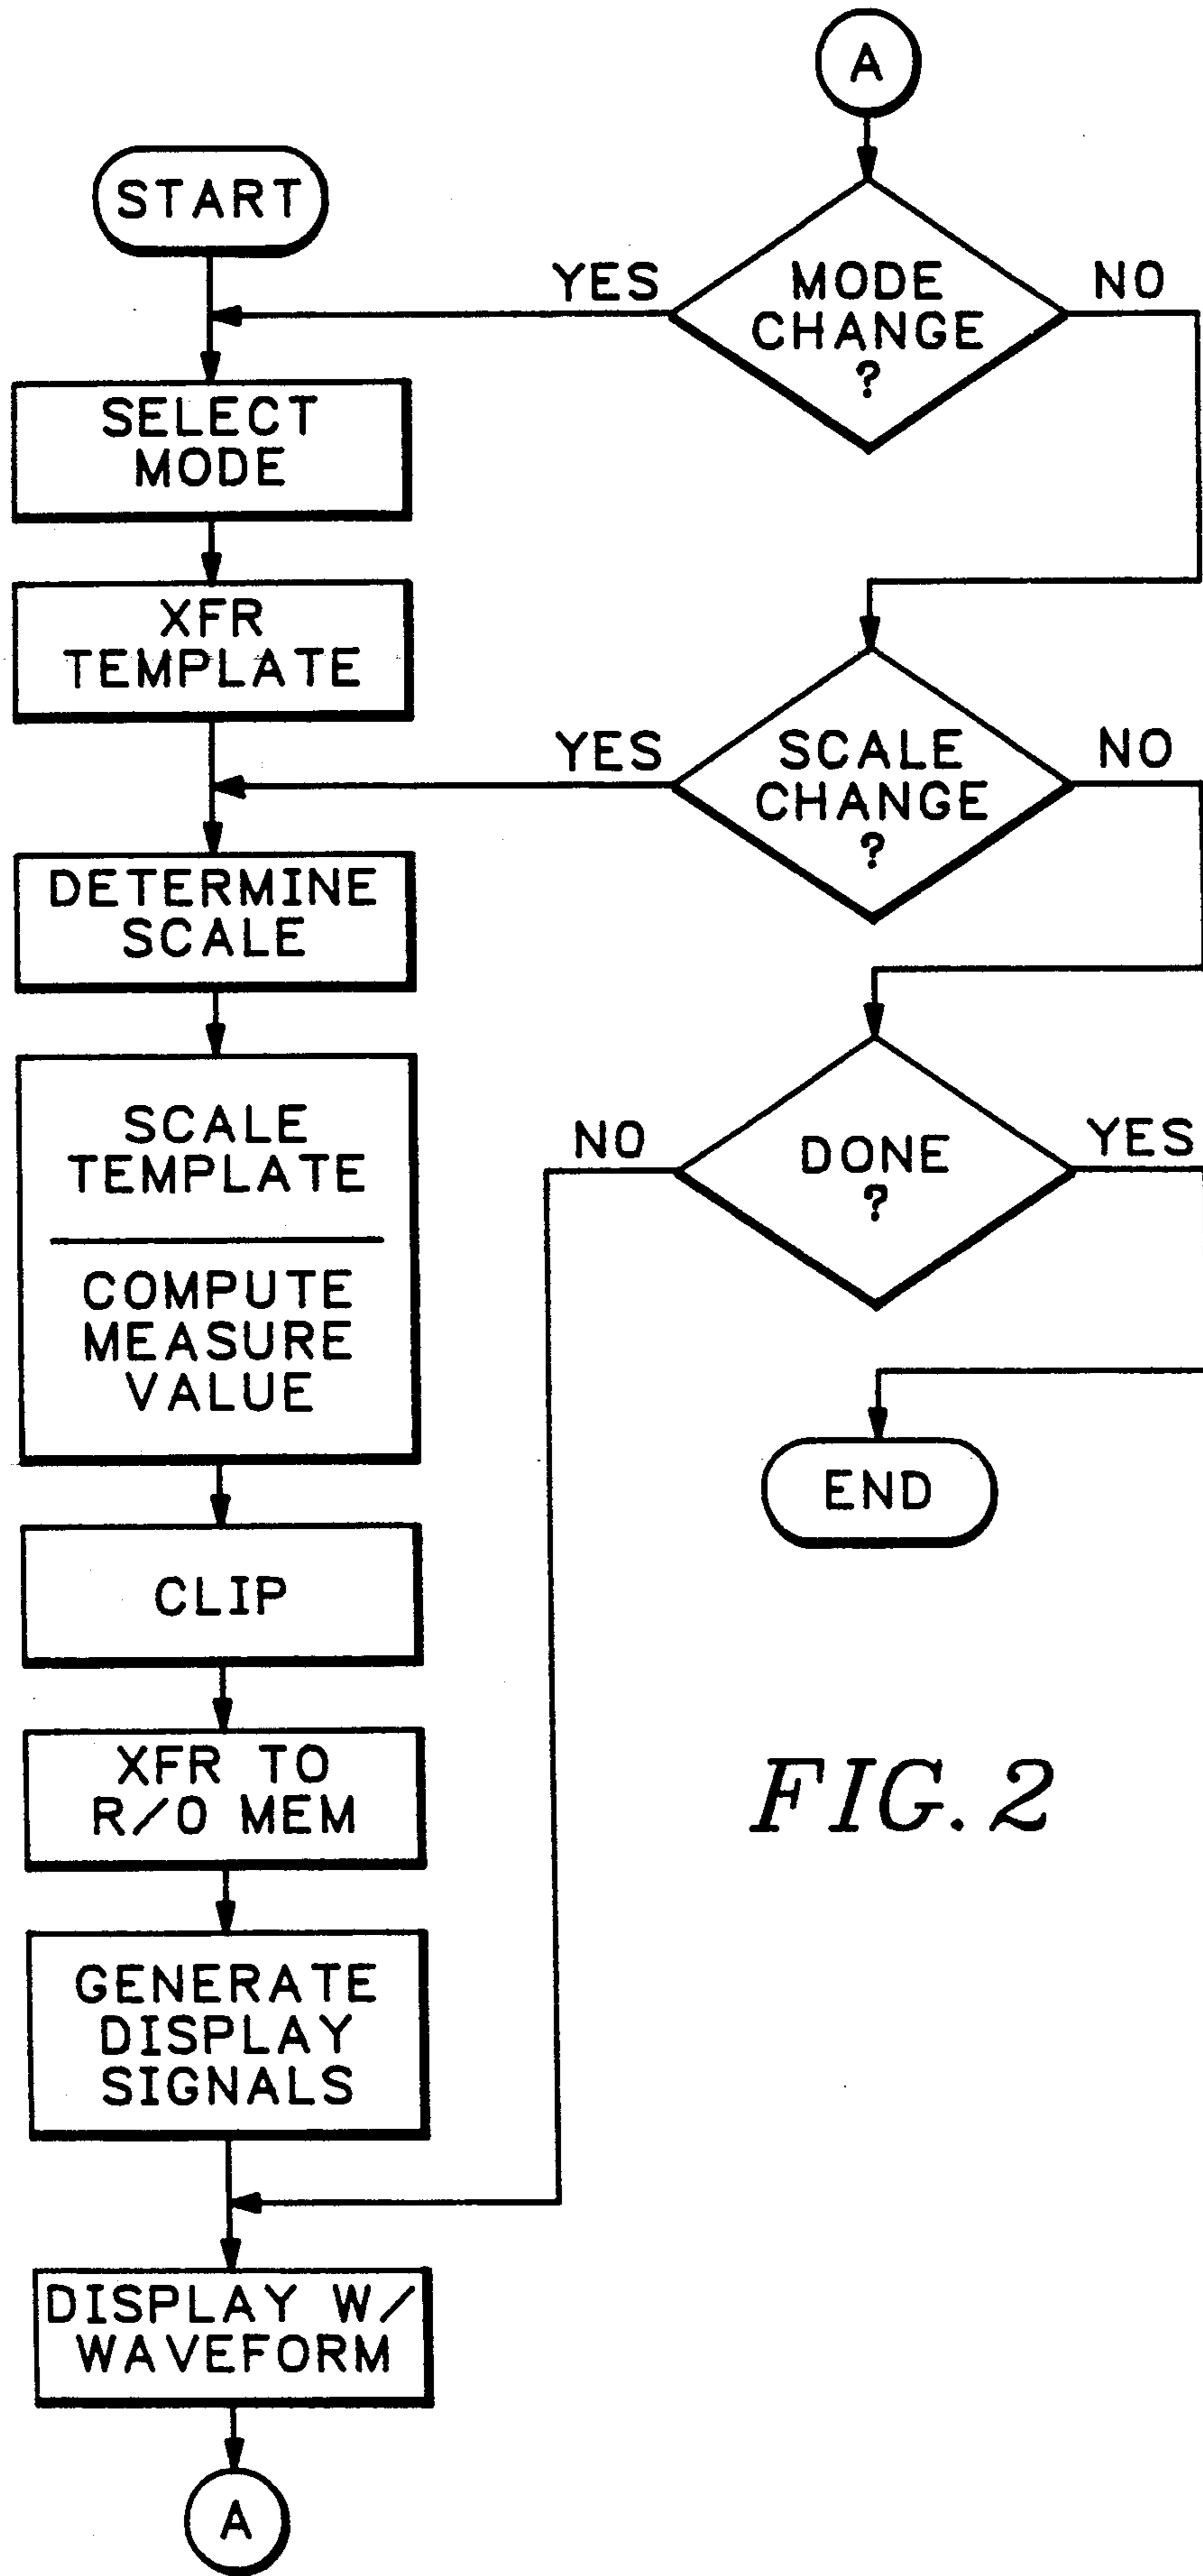 START
SELECT
MODE
XFR
TEMPLATE
DETERMINE
SCALE
SCALE
TEMPLATE
COMPUTE
MEASURE
VALUE
CLIP
XFR TO
R/O MEM
GENERATE
DISPLAY
SIGNALS
DISPLAY W/
WAVEFORM
A
A
YES
MODE
CHANGE
?
NO
YES
SCALE
CHANGE
?
NO
NO
DONE
?
YES
END
FIG. 2